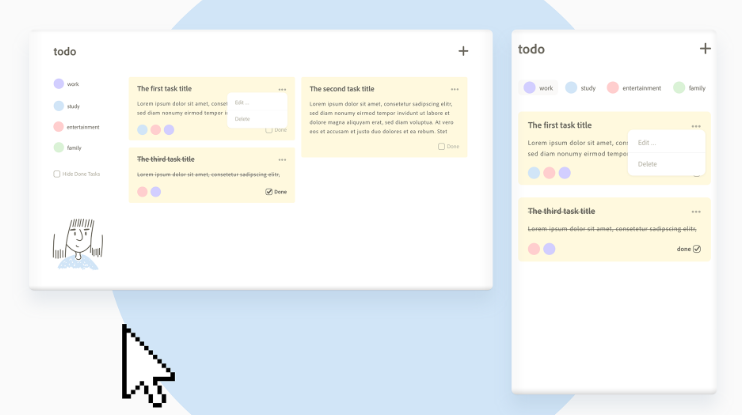 todo
work
study
entertainment
family
Hide Done Tasks
The first task title
Lorem ipsum dolor sit amet, conse
sed diam nonumy eirmod tempor i
Edit ...
Delete
Done
The second task title
Lorem ipsum dolor sit amet, consetetur sadipscing elitr,
sed diam nonumy eirmod tempor invidunt ut labore et
dolore magna aliquyam erat, sed diam voluptua. At vero
eos et accusam et justo duo dolores et ea rebum. Stet
Done
The third task title
Lorem ipsum dolor sit amet, consetetur sadipscing elitr,
Done
todo
work
study
entertainment
family
The first task title
Lorem ipsum dolor sit amet, con
sed diam nonumy eirmod tempor
Edit ...
Delete
The third task title
Lorem ipsum dolor sit amet, consetetur sadipscing elitr,
done